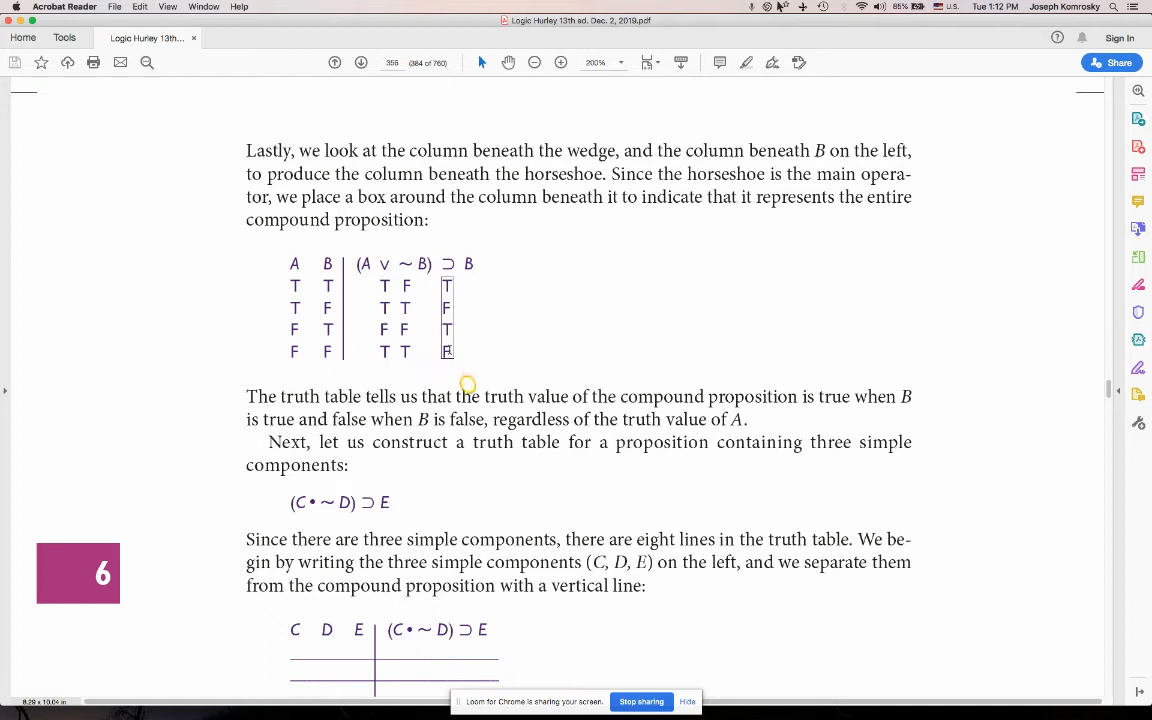 Acrobat Reader File Edit View Window Help 85% U.S. Tue 1:12 PM Joseph Komrosky
Logic Hurley 13th ed. Dec. 2, 2019.pdf
Home Tools Logic Hurley 13th... × Sign In
356 (384 of 760) 200% Share
Lastly, we look at the column beneath the wedge, and the column beneath B on the left,
to produce the column beneath the horseshoe. Since the horseshoe is the main opera-
tor, we place a box around the column beneath it to indicate that it represents the entire
compound proposition:
A B (A ∨ ~ B) ⊃ B
T T T F T
T F T T F
F T F F T
F F T T F
The truth table tells us that the truth value of the compound proposition is true when B
is true and false when B is false, regardless of the truth value of A.
Next, let us construct a truth table for a proposition containing three simple
components:
(C • ~ D) ⊃ E
Since there are three simple components, there are eight lines in the truth table. We be-
gin by writing the three simple components (C, D, E) on the left, and we separate them
from the compound proposition with a vertical line:
6
C D E (C • ~ D) ⊃ E
8.29 x 10.04 in
Loom for Chrome is sharing your screen. Stop sharing Hide